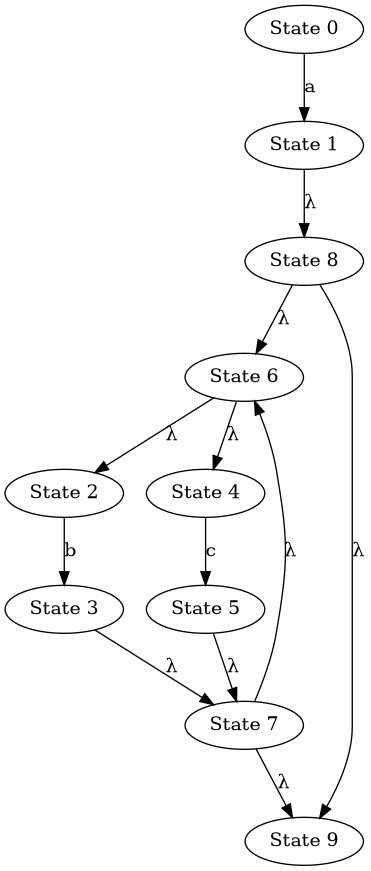 State 0
a
State 1
λ
State 8
λ
State 6
λ λ
State 2 State 4
b c λ λ
State 3 State 5
λ λ
State 7
λ
State 9